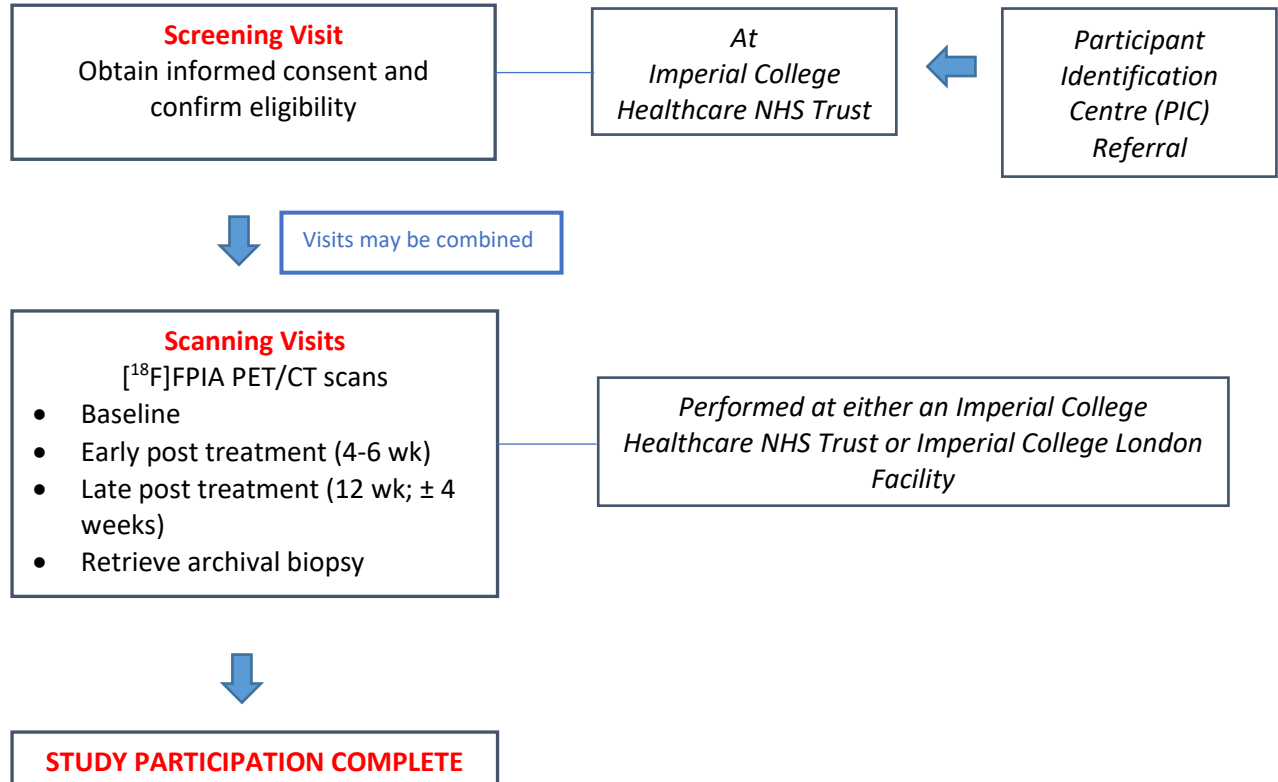 Screening Visit
Obtain informed consent and
confirm eligibility
At
Imperial College
Healthcare NHS Trust
Participant
Identification
Centre (PIC)
Referral
Visits may be combined
Scanning Visits
[18F]FPIA PET/CT scans
• Baseline
• Early post treatment (4-6 wk)
• Late post treatment (12 wk; ± 4
weeks)
• Retrieve archival biopsy
Performed at either an Imperial College
Healthcare NHS Trust or Imperial College London
Facility
STUDY PARTICIPATION COMPLETE